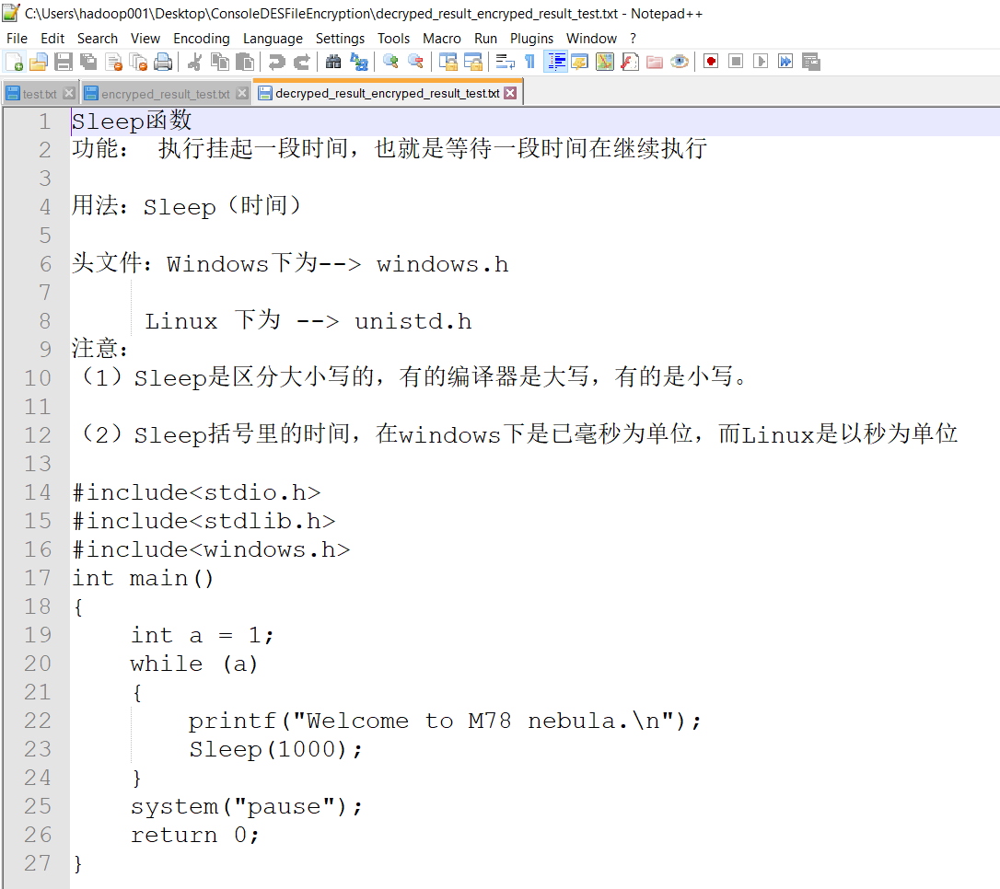 C:\Users\hadoop001\Desktop\ConsoleDESFileEncryption\decryped_result_encryped_result_test.txt - Notepad++
File Edit Search View Encoding Language Settings Tools Macro Run Plugins Window ?
test.txt encryped_result_test.txt decryped_result_encryped_result_test.txt
1 Sleep函数
2 功能： 执行挂起一段时间，也就是等待一段时间在继续执行
3
4 用法：Sleep（时间）
5
6 头文件：Windows下为--> windows.h
7
8 Linux 下为 --> unistd.h
9 注意：
10 （1）Sleep是区分大小写的，有的编译器是大写，有的是小写。
11
12 （2）Sleep括号里的时间，在windows下是已毫秒为单位，而Linux是以秒为单位
13
14 #include<stdio.h>
15 #include<stdlib.h>
16 #include<windows.h>
17 int main()
18 {
19 int a = 1;
20 while (a)
21 {
22 printf("Welcome to M78 nebula.\n");
23 Sleep(1000);
24 }
25 system("pause");
26 return 0;
27 }